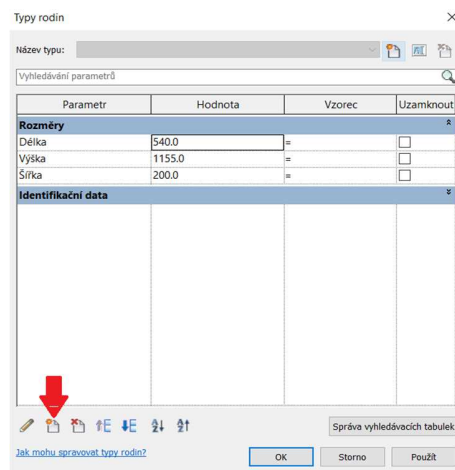 Typy rodin
Název typu:
Vyhledávání parametrů
Parametr Hodnota Vzorec Uzamknout
Rozměry
Délka 540.0 =
Výška 1155.0 =
Šířka 200.0 =
Identifikační data
Správa vyhledávacích tabulek
Jak mohu spravovat typy rodin?
OK Storno Použít